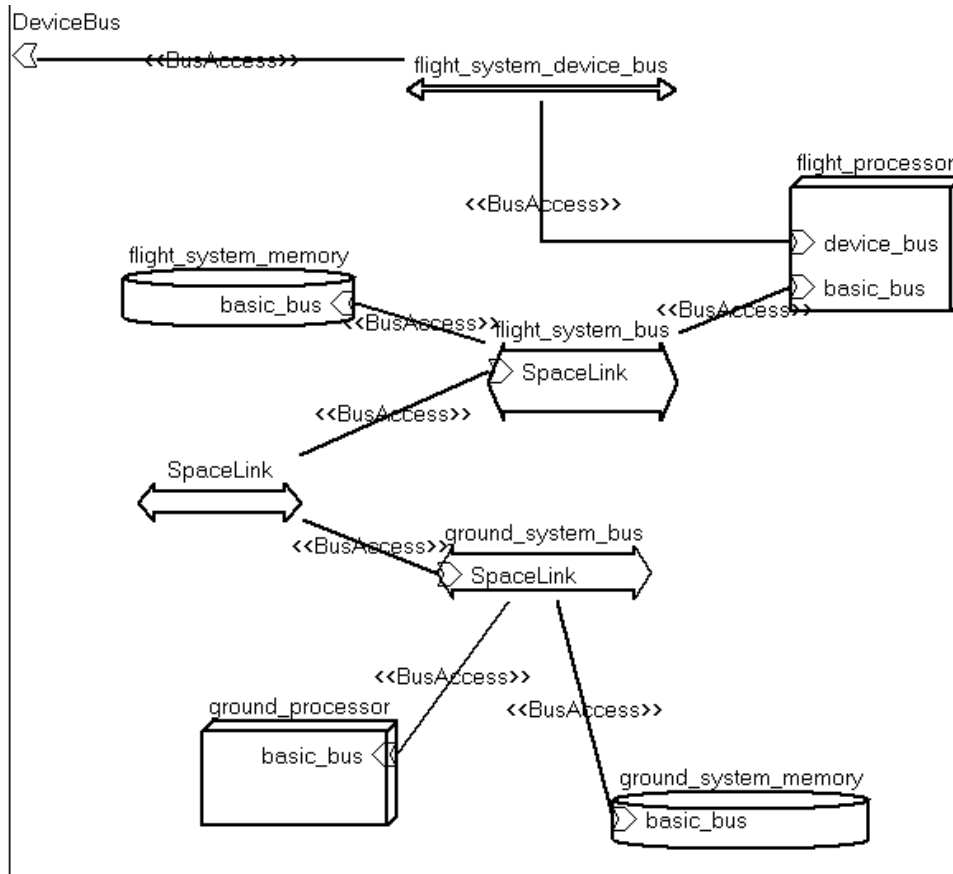 DeviceBus
<<BusAccess>>
flight_system_device_bus
flight_processor
<<BusAccess>>
device_bus
flight_system_memory
basic_bus
basic_bus
<<BusAccess>>
<<BusAccess>>
flight_system_bus
SpaceLink
<<BusAccess>>
SpaceLink
ground_system_bus
<<BusAccess>>
SpaceLink
<<BusAccess>>
ground_processor
<<BusAccess>>
basic_bus
ground_system_memory
basic_bus